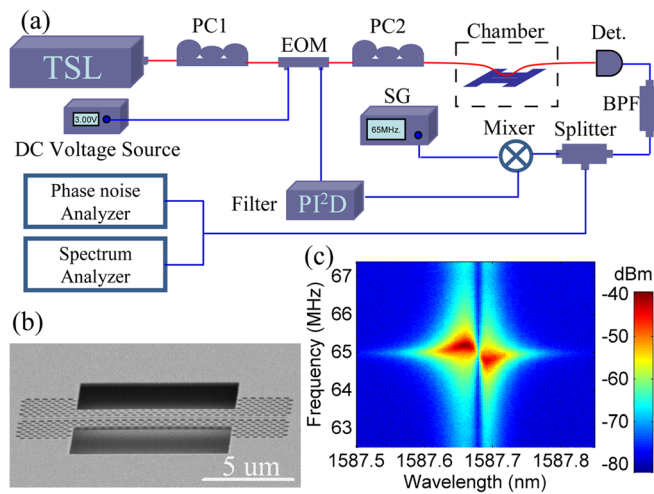 (a)
PC1
EOM
PC2
Chamber
Det.
TSL
BPF
3.00V
SG
65MHz.
Mixer
Splitter
DC Voltage Source
Phase noise
Analyzer
Filter
PI²D
Spectrum
Analyzer
(b)
5 um
(c)
dBm
67
66
65
64
63
Frequency (MHz)
1587.5 1587.6 1587.7 1587.8
Wavelength (nm)
-40
-50
-60
-70
-80